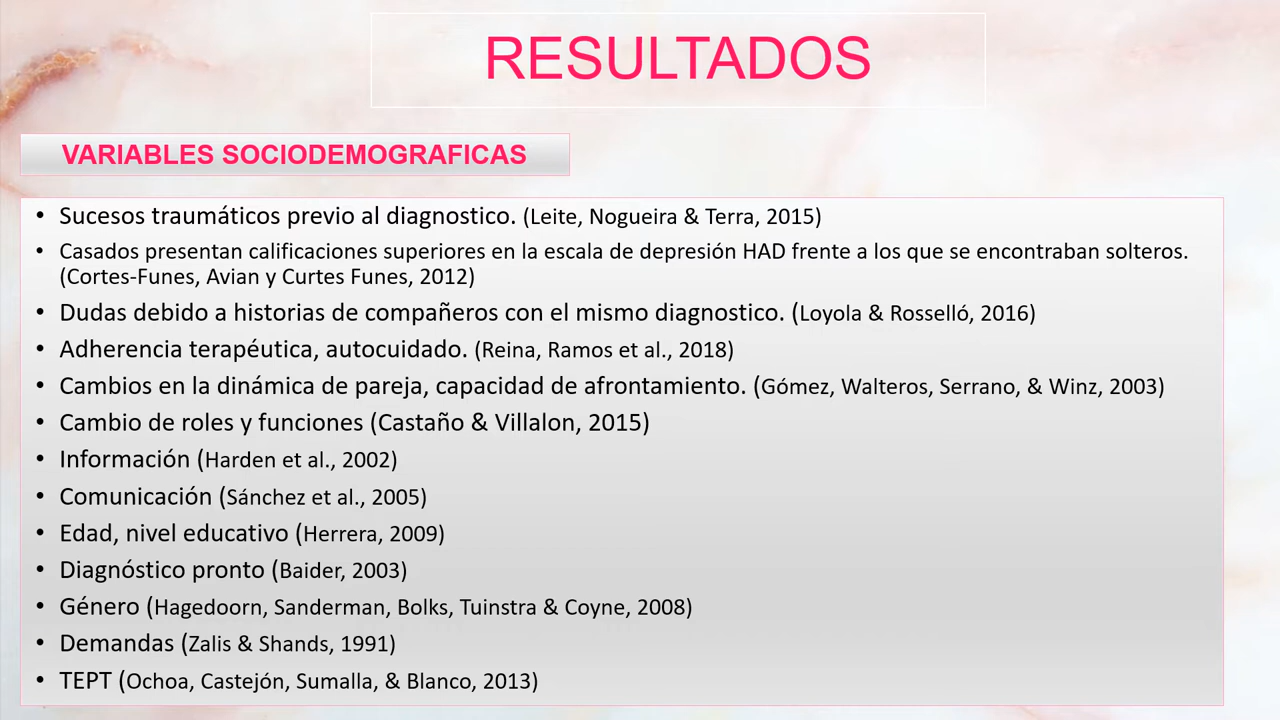 RESULTADOS
VARIABLES SOCIODEMOGRAFICAS
• Sucesos traumáticos previo al diagnostico. (Leite, Nogueira & Terra, 2015)
• Casados presentan calificaciones superiores en la escala de depresión HAD frente a los que se encontraban solteros.
(Cortes-Funes, Avian y Curtes Funes, 2012)
• Dudas debido a historias de compañeros con el mismo diagnostico. (Loyola & Rosselló, 2016)
• Adherencia terapéutica, autocuidado. (Reina, Ramos et al., 2018)
• Cambios en la dinámica de pareja, capacidad de afrontamiento. (Gómez, Walteros, Serrano, & Winz, 2003)
• Cambio de roles y funciones (Castaño & Villalon, 2015)
• Información (Harden et al., 2002)
• Comunicación (Sánchez et al., 2005)
• Edad, nivel educativo (Herrera, 2009)
• Diagnóstico pronto (Baider, 2003)
• Género (Hagedoorn, Sanderman, Bolks, Tuinstra & Coyne, 2008)
• Demandas (Zalis & Shands, 1991)
• TEPT (Ochoa, Castejón, Sumalla, & Blanco, 2013)